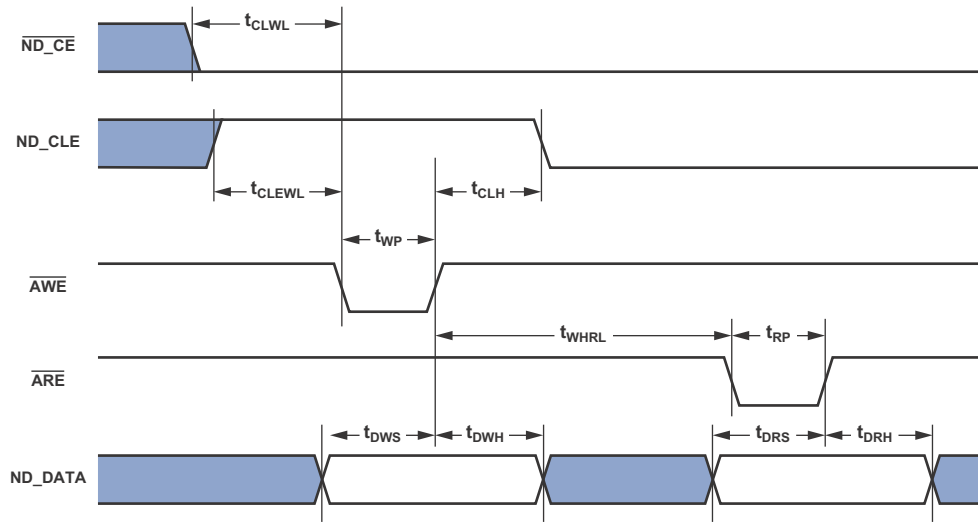 tCLWL
ND_CE
ND_CLE
tCLEWL
tCLH
tWP
AWE
tWHRL
tRP
ARE
tDWS
tDWH
tDRS
tDRH
ND_DATA